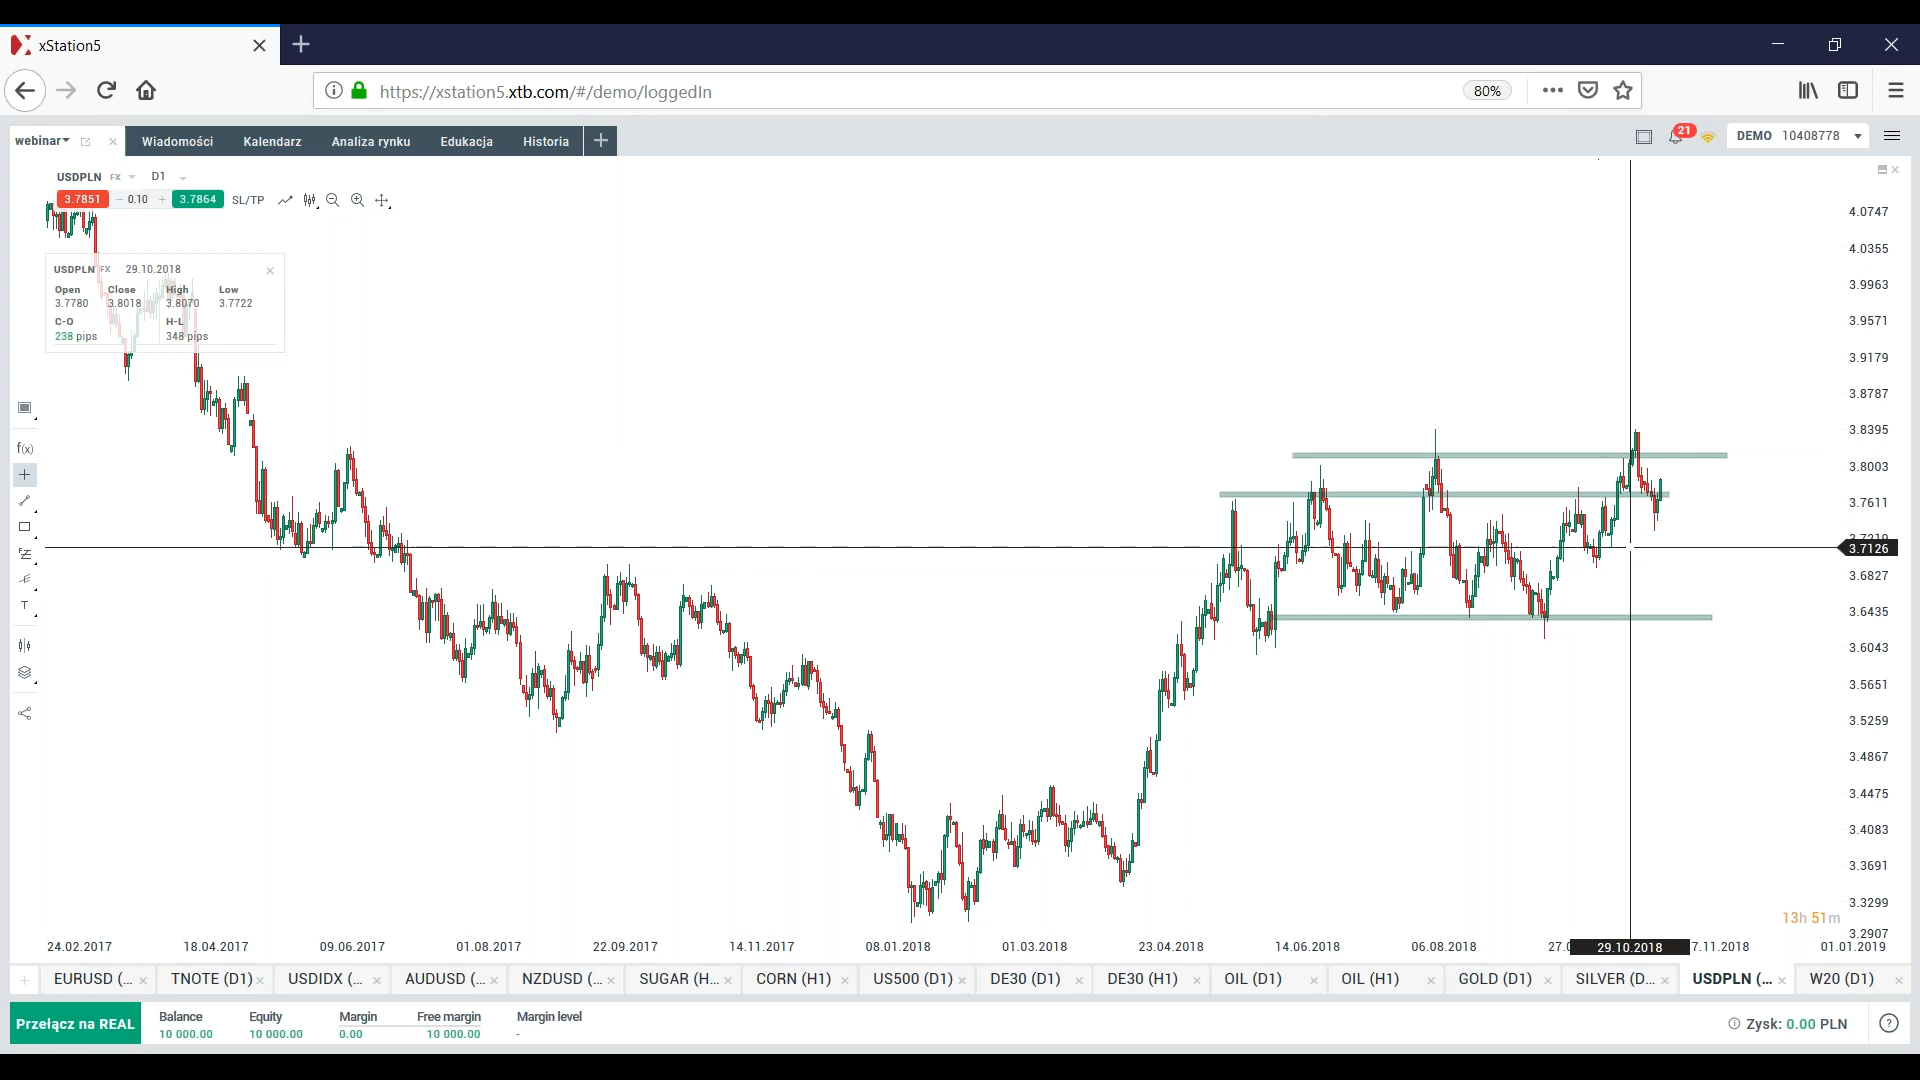 xStation5
https://xstation5.xtb.com/#/demo/loggedIn
80%
webinar
Wiadomości
Kalendarz
Analiza rynku
Edukacja
Historia
21
DEMO 10408778
USDPLN FX D1
3.7851
0.10
3.7864
SL/TP
USDPLN FX 29.10.2018
Open Close High Low
3.7780 3.8018 3.8070 3.7722
C-O H-L
238 pips 348 pips
f(x)
T
4.0747
4.0355
3.9963
3.9571
3.9179
3.8787
3.8395
3.8003
3.7611
3.7126
3.6827
3.6435
3.6043
3.5651
3.5259
3.4867
3.4475
3.4083
3.3691
3.3299
3.2907
13h 51m
24.02.2017 18.04.2017 09.06.2017 01.08.2017 22.09.2017 14.11.2017 08.01.2018 01.03.2018 23.04.2018 14.06.2018 06.08.2018 27.0 29.10.2018 7.11.2018 01.01.2019
EURUSD (... TNOTE (D1) USDIDX (... AUDUSD (... NZDUSD (... SUGAR (H... CORN (H1) US500 (D1) DE30 (D1) DE30 (H1) OIL (D1) OIL (H1) GOLD (D1) SILVER (D... USDPLN (... W20 (D1)
Przełącz na REAL
Balance Equity Margin Free margin Margin level
10 000.00 10 000.00 0.00 10 000.00 -
Zysk: 0.00 PLN